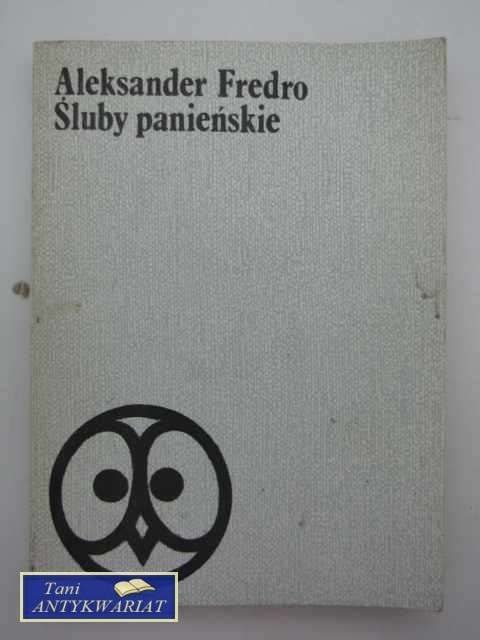 Aleksander Fredro
Śluby panieńskie
Tani
ANTYKWARIAT